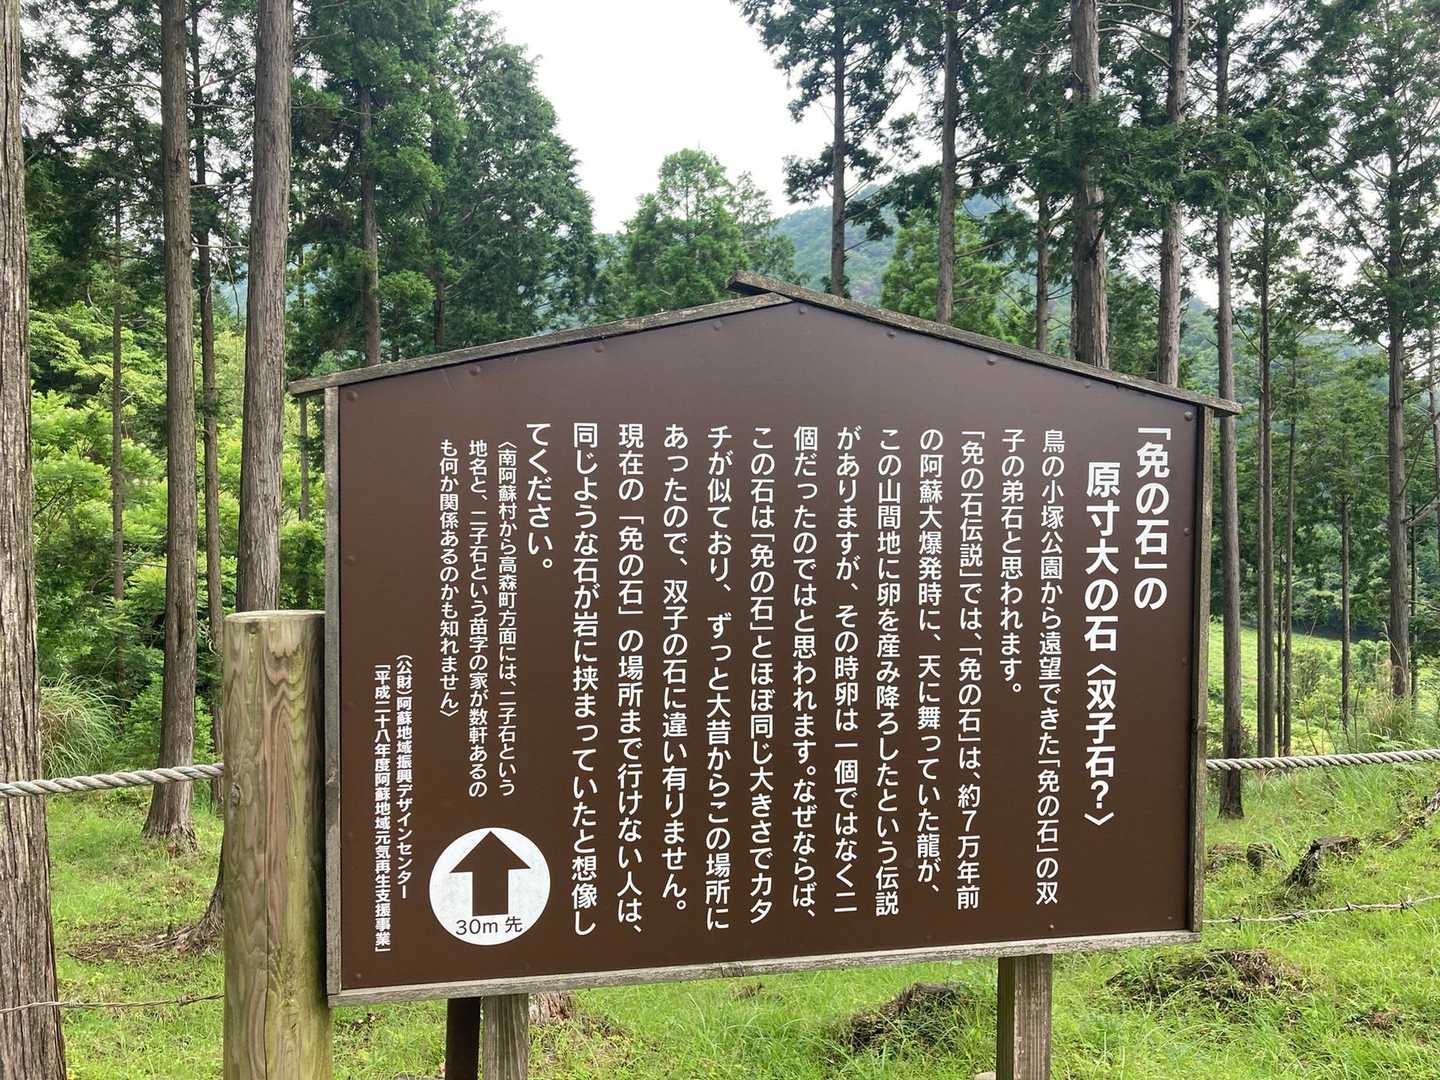 「免の石」の
原寸大の石〈双子石?〉
鳥の小塚公園から遠望できた「免の石」の双
子の弟石と思われます。
「免の石伝説」では、「免の石」は、約7万年前
の阿蘇大爆発時に、天に舞っていた龍が、
この山間地に卵を産み降ろしたという伝説
がありますが、その時卵は一個ではなく二
個だったのではと思われます。なぜならば、
この石は「免の石」とほぼ同じ大きさでカタ
チが似ており、ずっと大昔からこの場所に
あったので、双子の石に違い有りません。
現在の「免の石」の場所まで行けない人は、
同じような石が岩に挟まっていたと想像し
てください。
〈南阿蘇村から高森町方面には、二子石という
地名と、二子石という苗字の家が数軒あるの
も何か関係あるのかも知れません〉
(公財)阿蘇地域振興デザインセンター
「平成二十八年度阿蘇地域元気再生支援事業」
30m 先